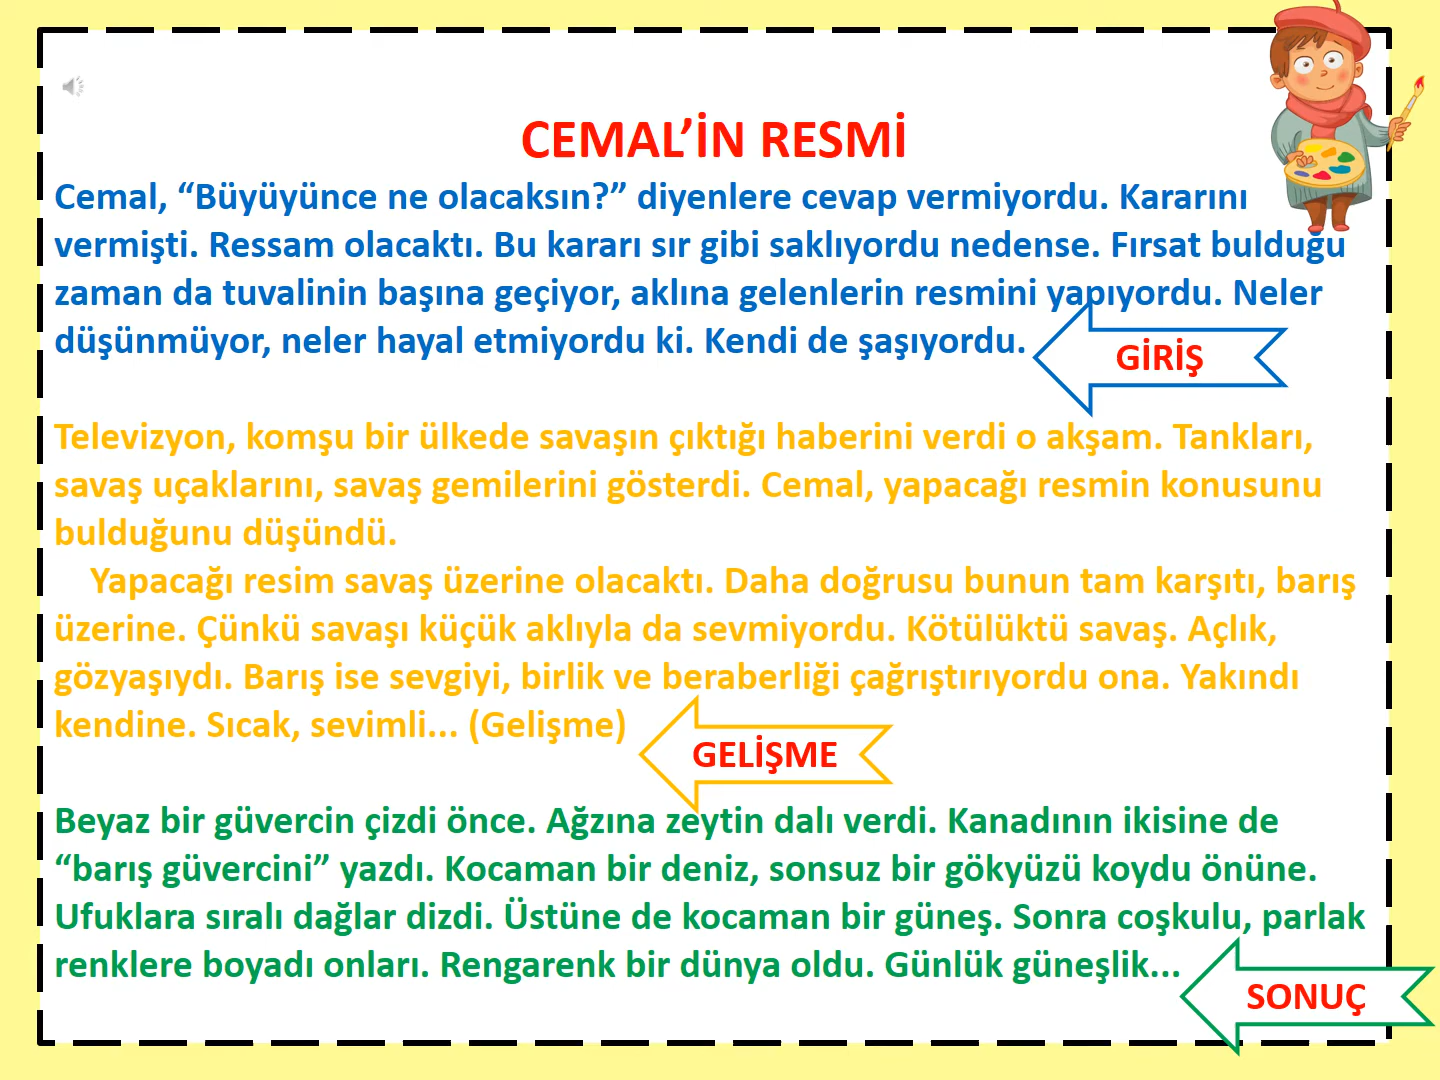 CEMAL’İN RESMİ
Cemal, “Büyüyünce ne olacaksın?” diyenlere cevap vermiyordu. Kararını
vermişti. Ressam olacaktı. Bu kararı sır gibi saklıyordu nedense. Fırsat bulduğu
zaman da tuvalinin başına geçiyor, aklına gelenlerin resmini yapıyordu. Neler
düşünmüyor, neler hayal etmiyordu ki. Kendi de şaşıyordu.
GİRİŞ
Televizyon, komşu bir ülkede savaşın çıktığı haberini verdi o akşam. Tankları,
savaş uçaklarını, savaş gemilerini gösterdi. Cemal, yapacağı resmin konusunu
bulduğunu düşündü.
Yapacağı resim savaş üzerine olacaktı. Daha doğrusu bunun tam karşıtı, barış
üzerine. Çünkü savaşı küçük aklıyla da sevmiyordu. Kötülüktü savaş. Açlık,
gözyaşıydı. Barış ise sevgiyi, birlik ve beraberliği çağrıştırıyordu ona. Yakındı
kendine. Sıcak, sevimli... (Gelişme)
GELİŞME
Beyaz bir güvercin çizdi önce. Ağzına zeytin dalı verdi. Kanadının ikisine de
“barış güvercini” yazdı. Kocaman bir deniz, sonsuz bir gökyüzü koydu önüne.
Ufuklara sıralı dağlar dizdi. Üstüne de kocaman bir güneş. Sonra coşkulu, parlak
renklere boyadı onları. Rengarenk bir dünya oldu. Günlük güneşlik...
SONUÇ